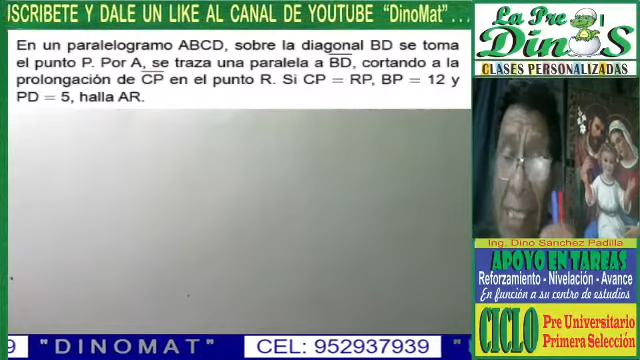 JSCRIBETE Y DALE UN LIKE AL CANAL DE YOUTUBE "DinoMat"...
En un paralelogramo ABCD, sobre la diagonal BD se toma
el punto P. Por A, se traza una paralela a BD, cortando a la
prolongación de CP en el punto R. Si CP = RP, BP = 12 y
PD = 5, halla AR.
La Pre
DinoS
CLASES PERSONALIZADAS
Ing. Dino Sánchez Padilla
APOYO EN TAREAS
Reforzamiento - Nivelación - Avance
En función a su centro de estudios
CICLO Pre Universitario
Primera Selección
9 "DINOMAT" CEL: 952937939 "